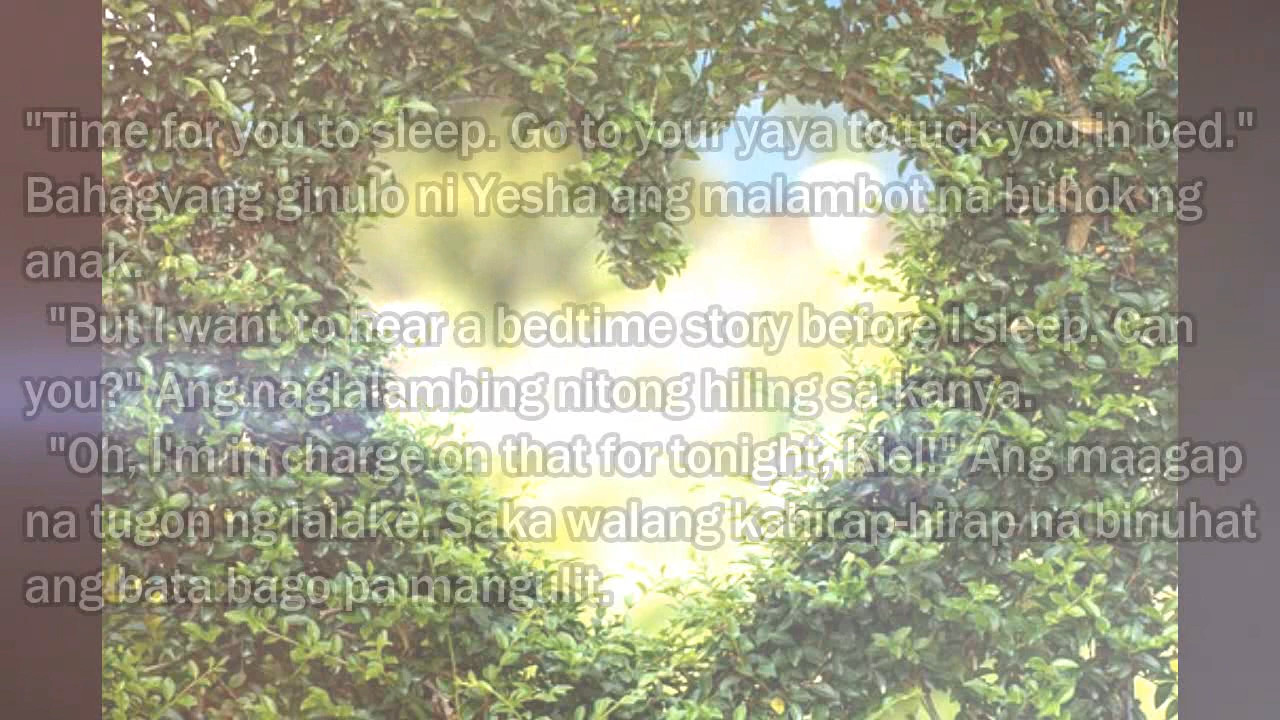 "Time for you to sleep. Go to your yaya to tuck you in bed."
Bahagyang ginulo ni Yesha ang malambot na buhok ng
anak.
"But I want to hear a bedtime story before I sleep. Can
you?" Ang naglalambing nitong hiling sa kanya.
"Oh, I'm in charge on that for tonight, Kiel!" Ang maagap
na tugon ng lalake. Saka walang kahirap-hirap na binuhat
ang bata bago pa mangulit.